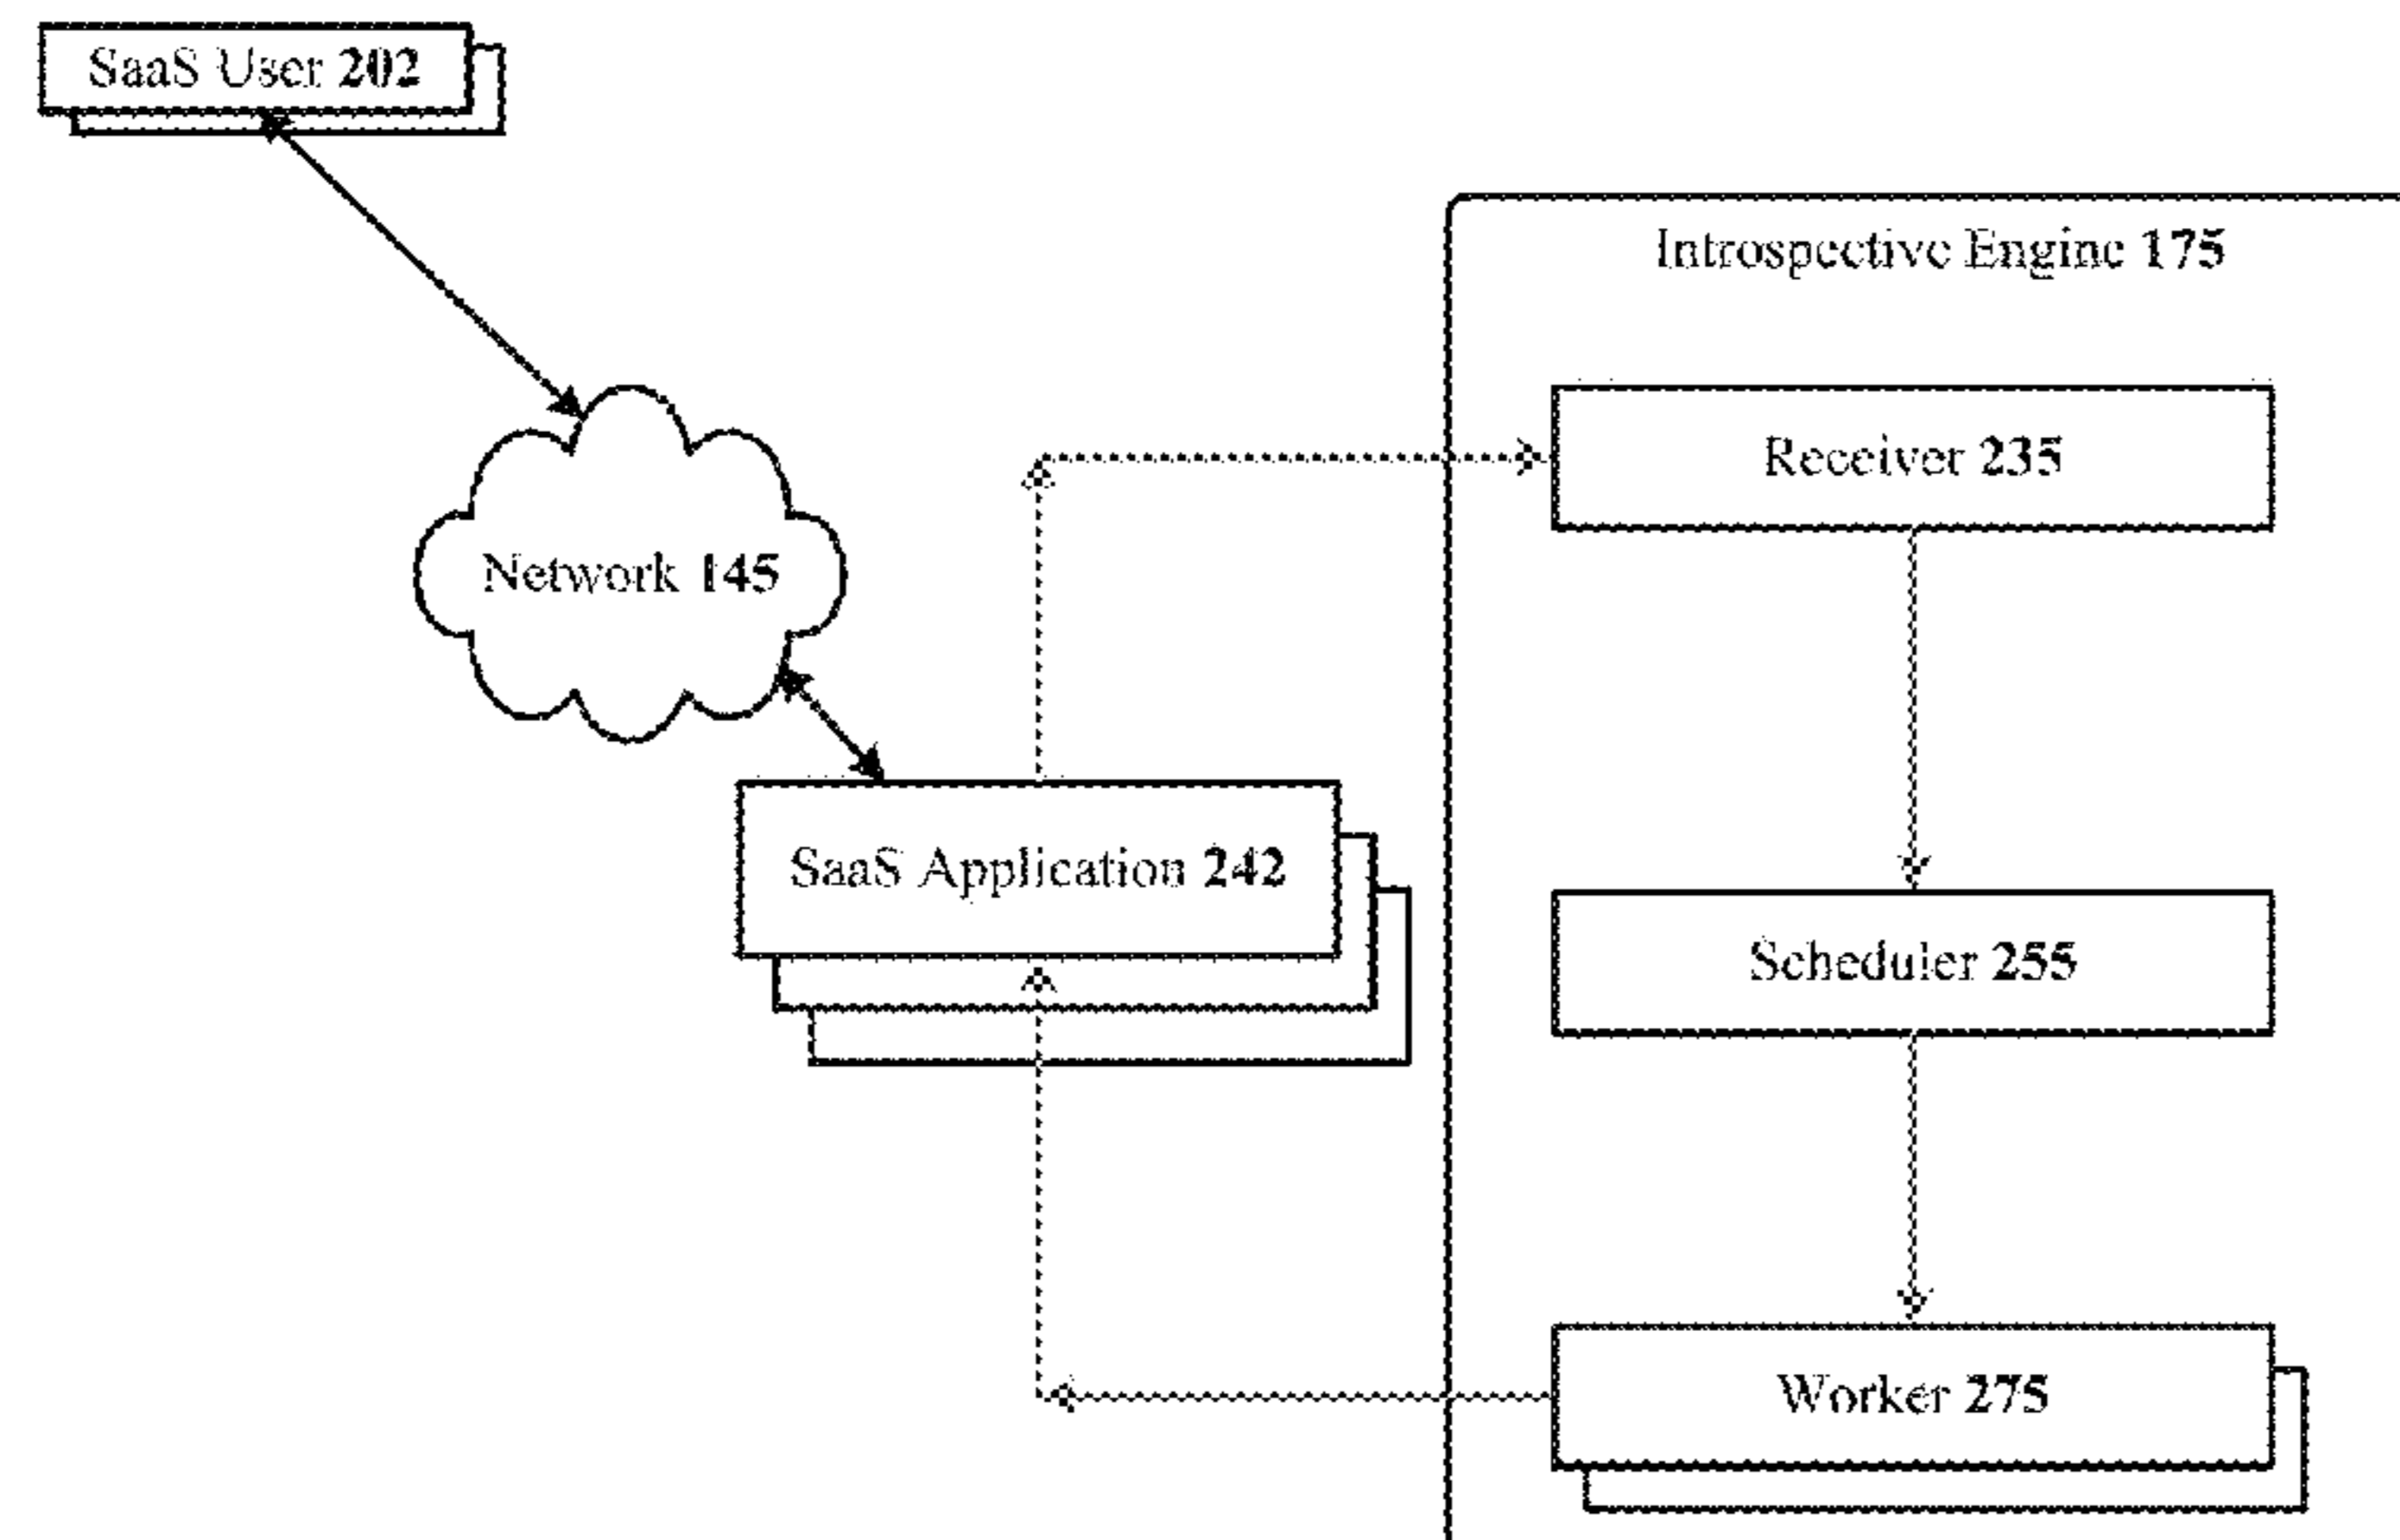 SaaS User 202
Introspective Engine 175
Receiver 235
Network 145
SaaS Application 242
Scheduler 255
Worker 275